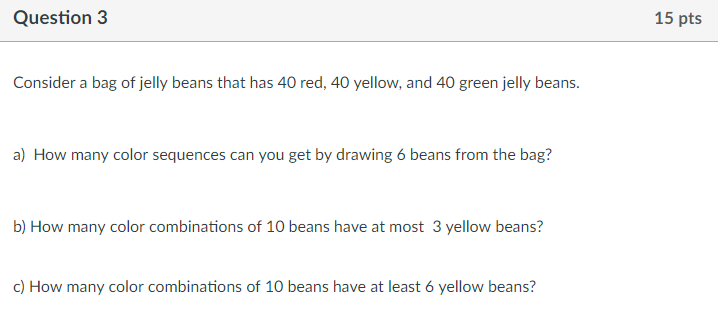 Question 3
15 pts
Consider a bag of jelly beans that has 40 red, 40 yellow, and 40 green jelly beans.
a) How many color sequences can you get by drawing 6 beans from the bag?
b) How many color combinations of 10 beans have at most 3 yellow beans?
c) How many color combinations of 10 beans have at least 6 yellow beans?